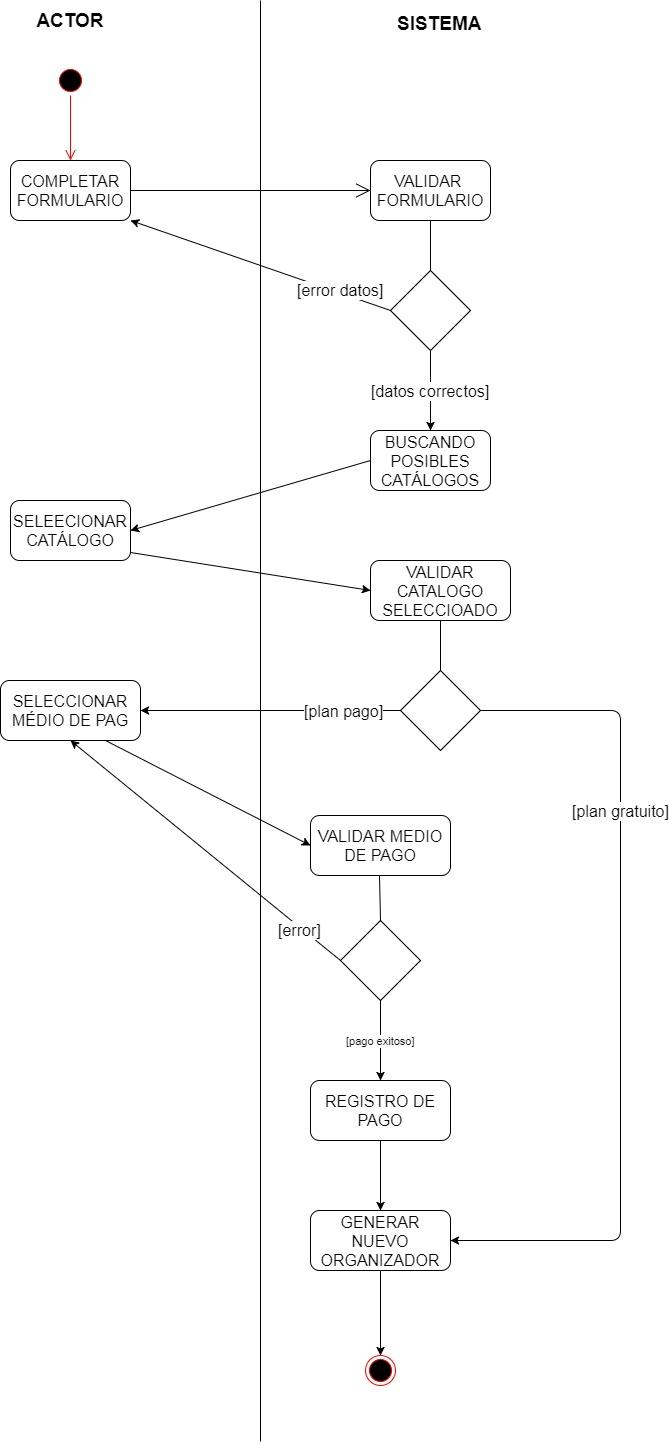 ACTOR
SISTEMA
COMPLETAR
FORMULARIO
VALIDAR
FORMULARIO
[error datos]
[datos correctos]
BUSCANDO
POSIBLES
CATÁLOGOS
SELEECIONAR
CATÁLOGO
VALIDAR
CATALOGO
SELECCIOADO
SELECCIONAR
MÉDIO DE PAG
[plan pago]
[plan gratuito]
VALIDAR MEDIO
DE PAGO
[error]
[pago exitoso]
REGISTRO DE
PAGO
GENERAR
NUEVO
ORGANIZADOR